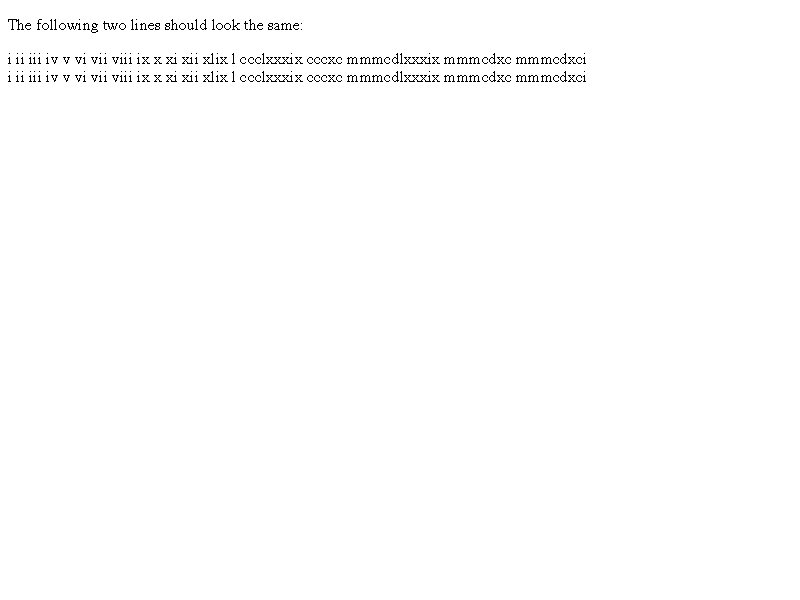 The following two lines should look the same:
i ii iii iv v vi vii viii ix x xi xii xlix l ccclxxxix cccxc mmmcdlxxxix mmmcdxc mmmcdxci
i ii iii iv v vi vii viii ix x xi xii xlix l ccclxxxix cccxc mmmcdlxxxix mmmcdxc mmmcdxci